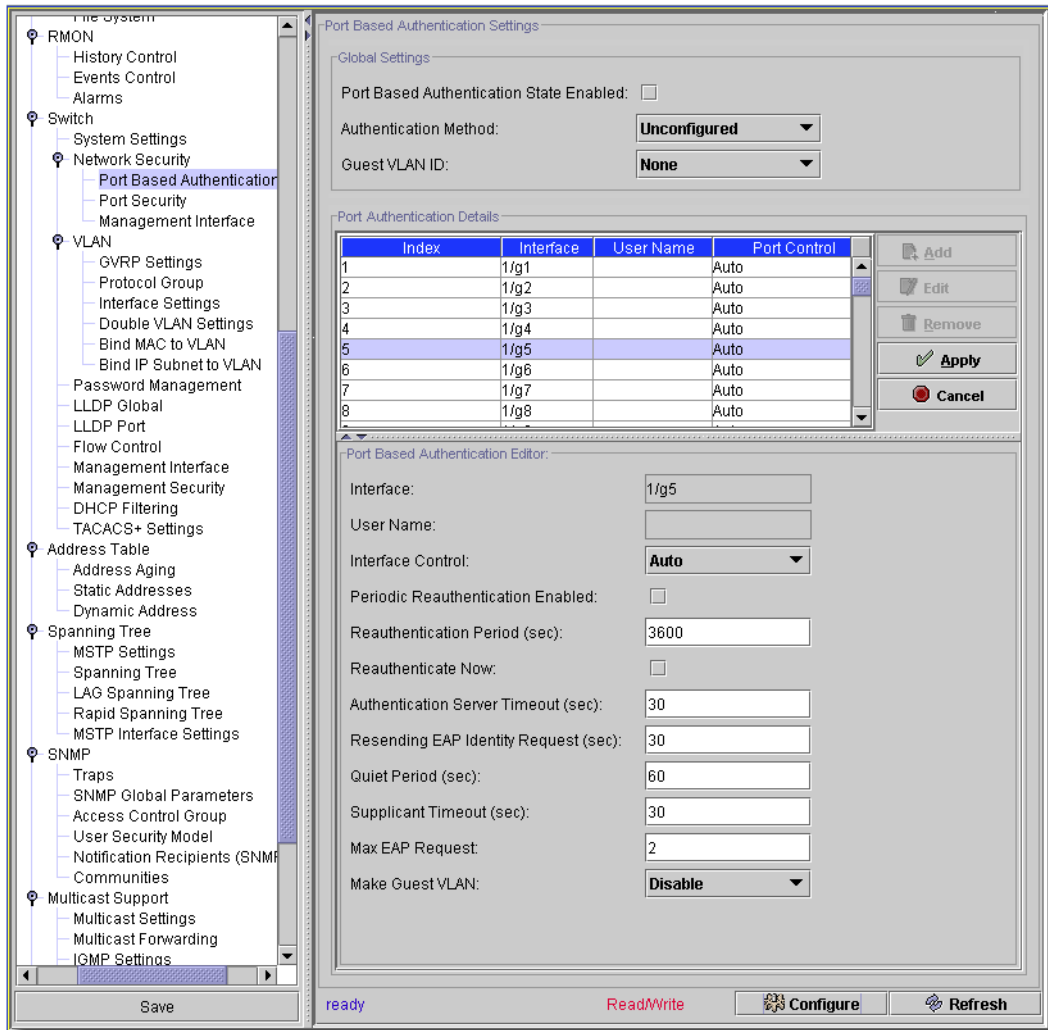 File System
RMON
History Control
Events Control
Alarms
Switch
System Settings
Network Security
Port Based Authentication
Port Security
Management Interface
VLAN
GVRP Settings
Protocol Group
Interface Settings
Double VLAN Settings
Bind MAC to VLAN
Bind IP Subnet to VLAN
Password Management
LLDP Global
LLDP Port
Flow Control
Management Interface
Management Security
DHCP Filtering
TACACS+ Settings
Address Table
Address Aging
Static Addresses
Dynamic Address
Spanning Tree
MSTP Settings
Spanning Tree
LAG Spanning Tree
Rapid Spanning Tree
MSTP Interface Settings
SNMP
Traps
SNMP Global Parameters
Access Control Group
User Security Model
Notification Recipients (SNMP
Communities
Multicast Support
Multicast Settings
Multicast Forwarding
IGMP Settings
Save
Port Based Authentication Settings
Global Settings
Port Based Authentication State Enabled:
Authentication Method: Unconfigured
Guest VLAN ID: None
Port Authentication Details
Index Interface User Name Port Control
1 1/g1 Auto
2 1/g2 Auto
3 1/g3 Auto
4 1/g4 Auto
5 1/g5 Auto
6 1/g6 Auto
7 1/g7 Auto
8 1/g8 Auto
Add
Edit
Remove
Apply
Cancel
Port Based Authentication Editor:
Interface: 1/g5
User Name:
Interface Control: Auto
Periodic Reauthentication Enabled:
Reauthentication Period (sec): 3600
Reauthenticate Now:
Authentication Server Timeout (sec): 30
Resending EAP Identity Request (sec): 30
Quiet Period (sec): 60
Supplicant Timeout (sec): 30
Max EAP Request: 2
Make Guest VLAN: Disable
ready Read/Write Configure Refresh